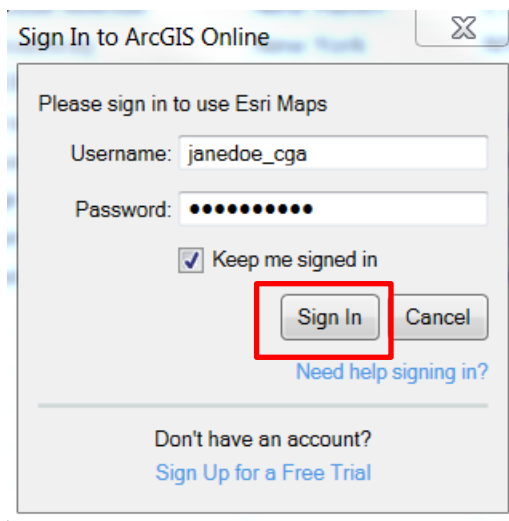 Sign In to ArcGIS Online
Please sign in to use Esri Maps
Username: janedoe_cga
Password: ●●●●●●●●●●
Keep me signed in
Sign In Cancel
Need help signing in?
Don't have an account?
Sign Up for a Free Trial